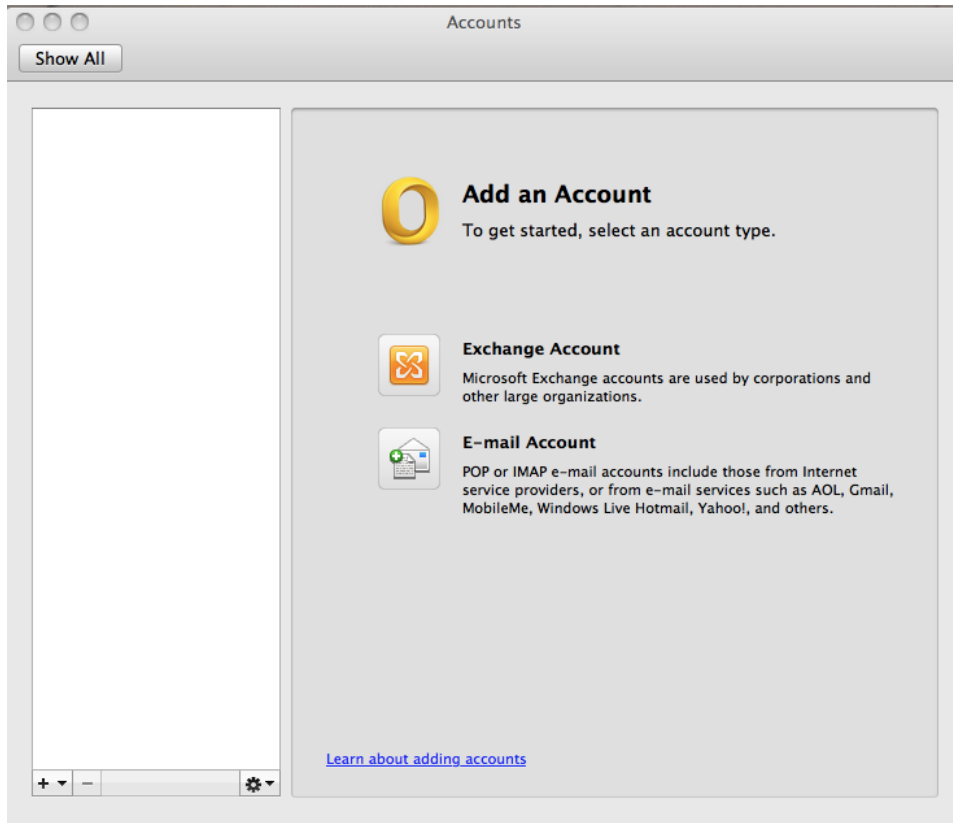 Accounts
Show All
Add an Account
To get started, select an account type.
Exchange Account
Microsoft Exchange accounts are used by corporations and
other large organizations.
E-mail Account
POP or IMAP e-mail accounts include those from Internet
service providers, or from e-mail services such as AOL, Gmail,
MobileMe, Windows Live Hotmail, Yahoo!, and others.
Learn about adding accounts